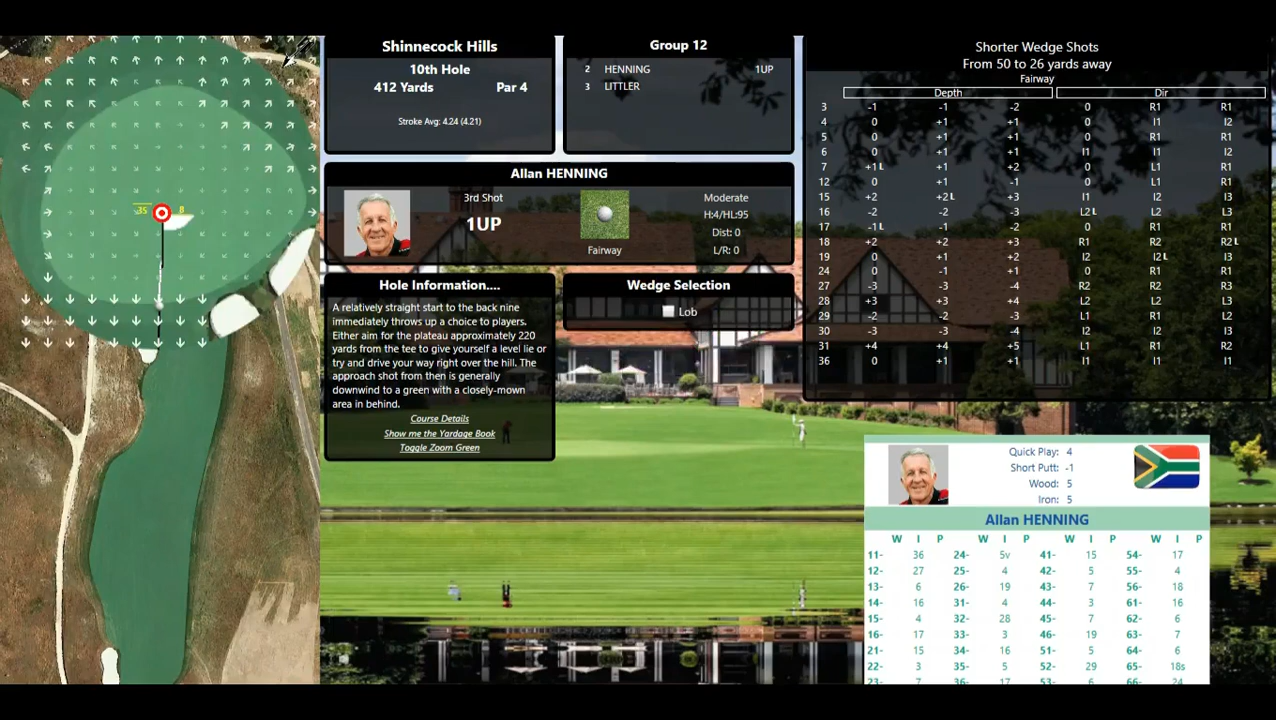 35 8
Shinnecock Hills
10th Hole
412 Yards Par 4
Stroke Avg: 4.24 (4.21)
Group 12
2 HENNING 1UP
3 LITTLER
Allan HENNING
3rd Shot
1UP
Fairway
Moderate
H:4/HL:95
Dist: 0
L/R: 0
Hole Information....
A relatively straight start to the back nine
immediately throws up a choice to players.
Either aim for the plateau approximately 220
yards from the tee to give yourself a level lie or
try and drive your way right over the hill. The
approach shot from then is generally
downwind to a green with a closely-mown
area in behind.
Course Details
Show me the Yardage Book
Toggle Zoom Green
Wedge Selection
Lob
Shorter Wedge Shots
From 50 to 26 yards away
Fairway
Depth Dir
3 -1 -1 -2 0 R1 R1
4 0 +1 +1 0 I1 I2
5 0 +1 +1 0 R1 R1
6 0 +1 +1 I1 I1 I2
7 +1 L +1 +2 0 L1 R1
12 0 +1 -1 0 L1 R1
15 +2 +2 L +3 I1 I2 I3
16 -2 -2 -3 L2 L L2 L3
17 -1 L -1 -2 0 R1 R1
18 +2 +2 +3 R1 R2 R2 L
19 0 +1 +2 I2 I2 L I3
24 0 -1 +1 0 R1 R1
27 -3 -3 -4 R2 R2 R3
28 +3 +3 +4 L2 L2 L3
29 -2 -2 -3 L1 R1 L2
30 -3 -3 -4 I2 I2 I3
31 +4 +4 +5 L1 R1 R2
36 0 +1 +1 I1 I1 I1
Quick Play: 4
Short Putt: -1
Wood: 5
Iron: 5
Allan HENNING
W I P W I P W I P W I P
11- 36 24- 5v 41- 15 54- 17
12- 27 25- 4 42- 5 55- 4
13- 6 26- 19 43- 7 56- 18
14- 16 31- 4 44- 3 61- 16
15- 4 32- 28 45- 7 62- 6
16- 17 33- 3 46- 19 63- 7
21- 15 34- 16 51- 5 64- 6
22- 3 35- 5 52- 29 65- 18s
23- 7 36- 17 53- 6 66- 24